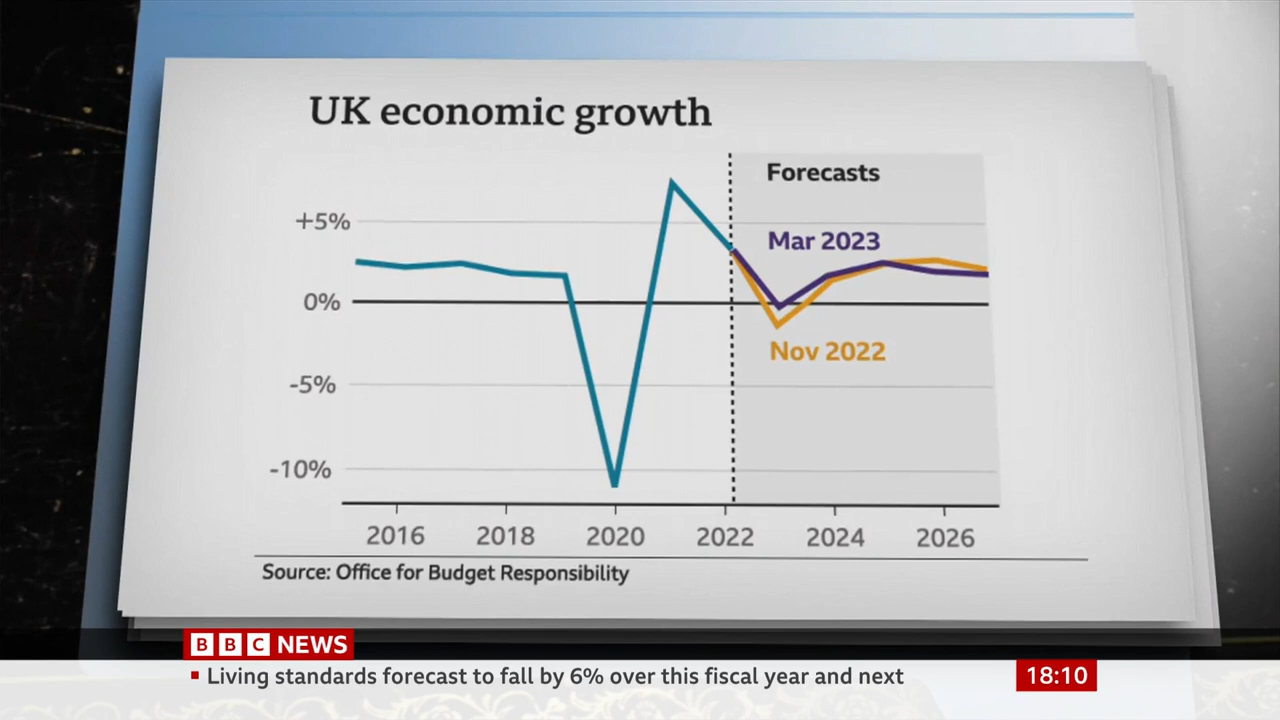 UK economic growth
Forecasts
+5%
Mar 2023
0%
Nov 2022
-5%
-10%
2016 2018 2020 2022 2024 2026
Source: Office for Budget Responsibility
BBC NEWS
Living standards forecast to fall by 6% over this fiscal year and next
18:10